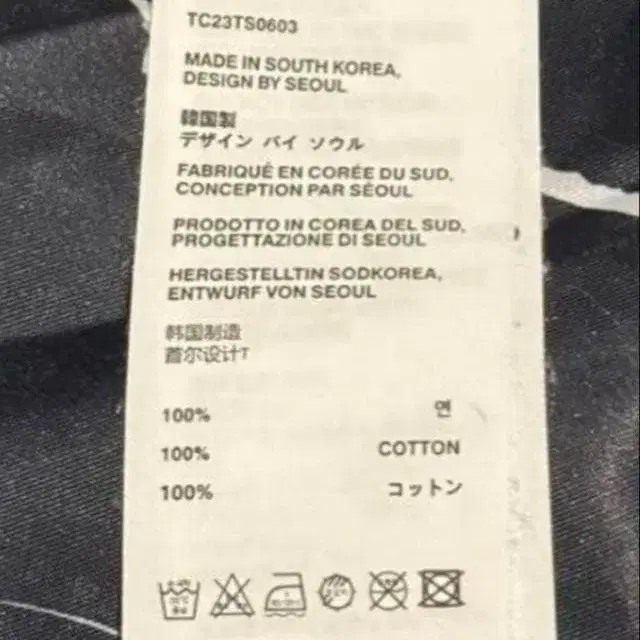 TC23TS0603
MADE IN SOUTH KOREA,
DESIGN BY SEOUL
韓国製
デザイン バイ ソウル
FABRIQUÉ EN CORÉE DU SUD,
CONCEPTION PAR SÉOUL
PRODOTTO IN COREA DEL SUD,
PROGETTAZIONE DI SEOUL
HERGESTELLTIN SODKOREA,
ENTWURF VON SEOUL
韩国制造
首尔设计T
100% 면
100% COTTON
100% コットン